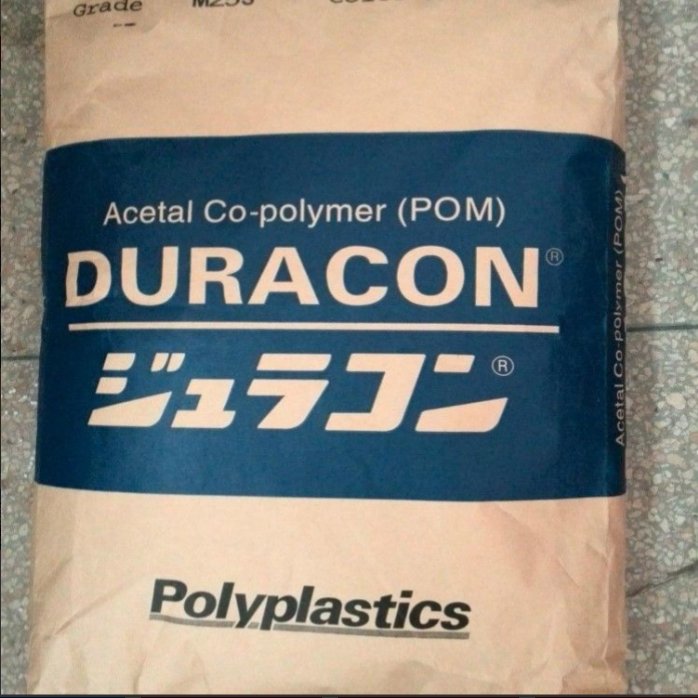 Grade
--
Acetal Co-polymer (POM)
DURACON®
ジュラコン®
Polyplastics
Acetal Co-polymer (POM)